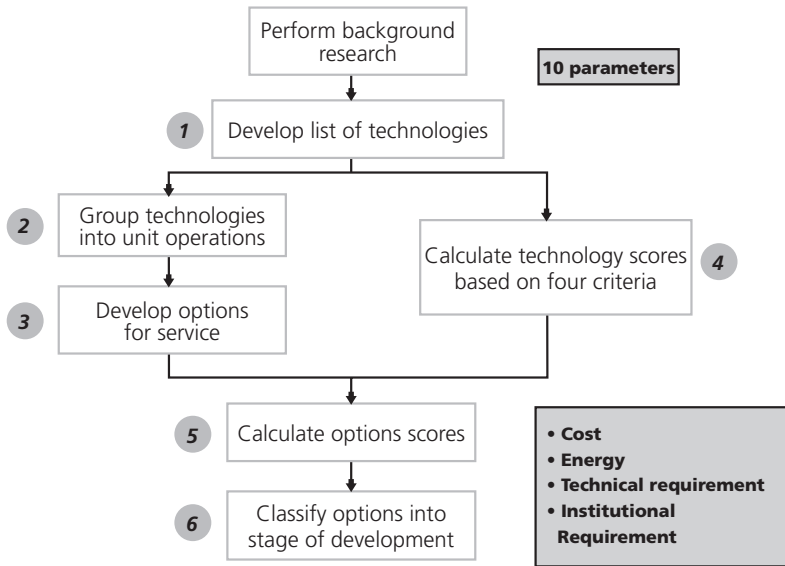 Perform background
research
10 parameters
1
Develop list of technologies
2
Group technologies
into unit operations
Calculate technology scores
based on four criteria
4
3
Develop options
for service
5
Calculate options scores
6
Classify options into
stage of development
• Cost
• Energy
• Technical requirement
• Institutional
Requirement